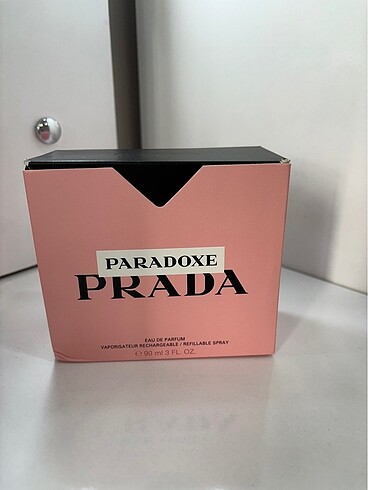 PARADOXE
PRADA
EAU DE PARFUM
VAPORISATEUR RECHARGEABLE / REFILLABLE SPRAY
℮ 90 ml 3 FL. OZ.